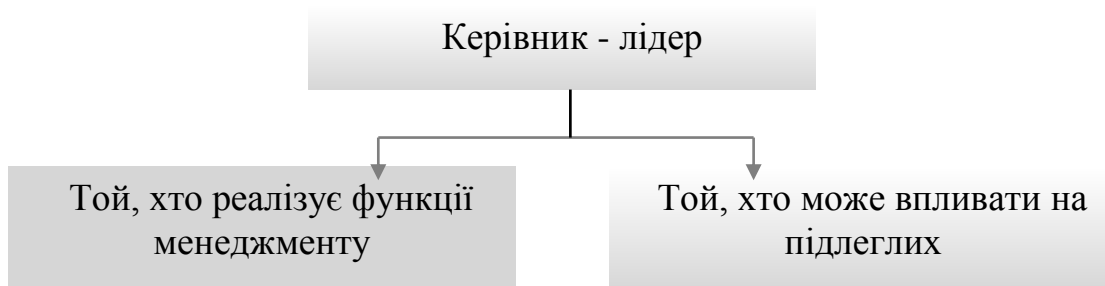 Керівник - лідер
Той, хто реалізує функції
менеджменту
Той, хто може впливати на
підлеглих